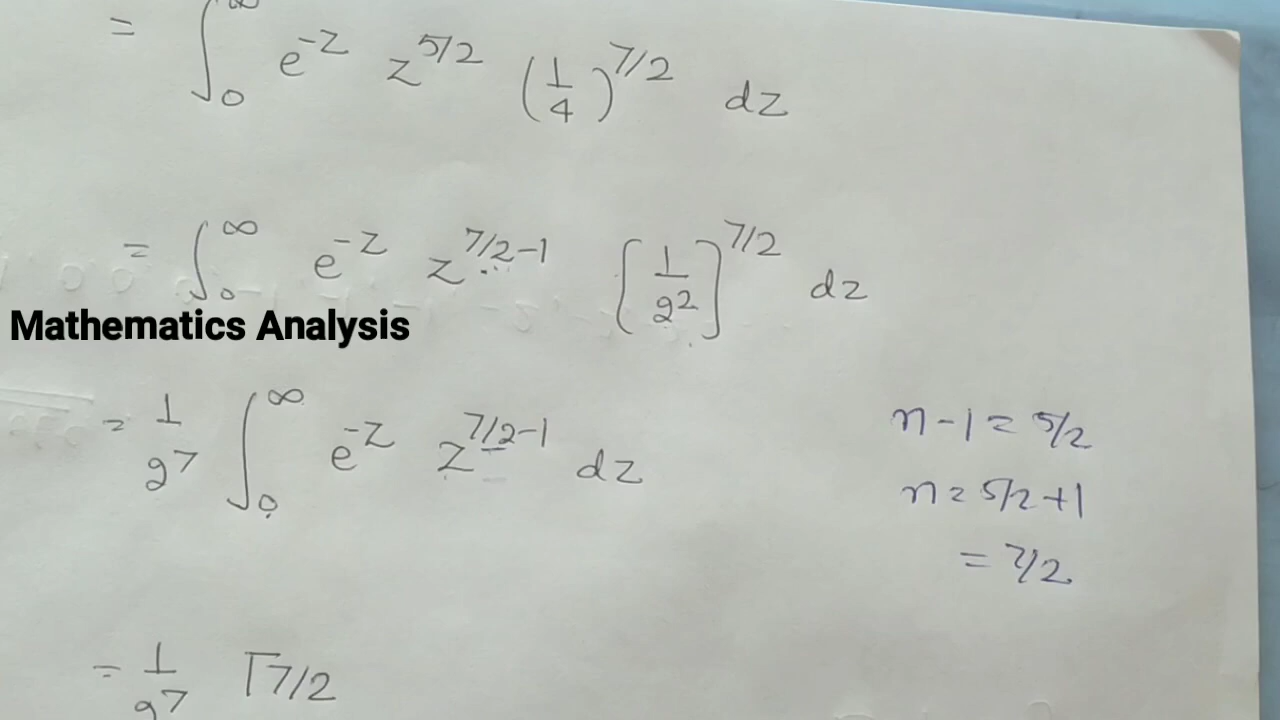 = ∫₀^∞ e^{-z} z^{5/2} (1/4)^{7/2} dz
= ∫₀^∞ e^{-z} z^{7/2-1} [1/2²]^{7/2} dz
Mathematics Analysis
= 1/2⁷ ∫₀^∞ e^{-z} z^{7/2-1} dz
n-1 = 5/2
n = 5/2+1
= 7/2
= 1/2⁷ Γ7/2